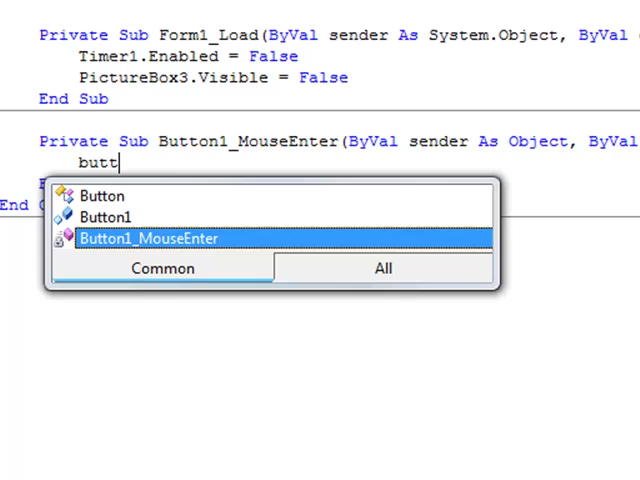 Private Sub Form1_Load(ByVal sender As System.Object, ByVal
Timer1.Enabled = False
PictureBox3.Visible = False
End Sub
Private Sub Button1_MouseEnter(ByVal sender As Object, ByVal
butt
End
Button
Button1
Button1_MouseEnter
Common
All